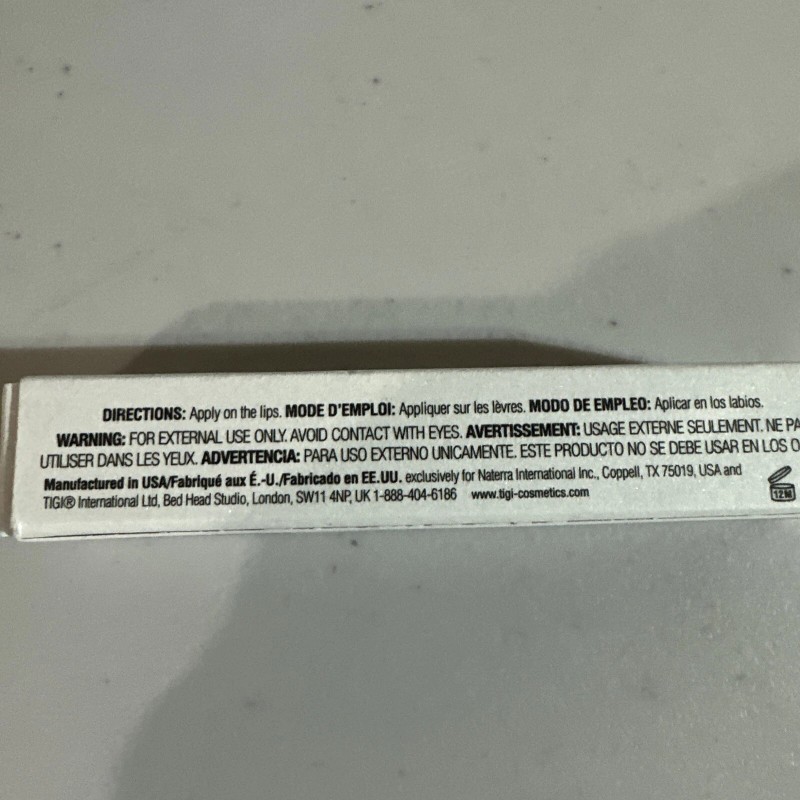 DIRECTIONS: Apply on the lips. MODE D'EMPLOI: Appliquer sur les lèvres. MODO DE EMPLEO: Aplicar en los labios.
WARNING: FOR EXTERNAL USE ONLY. AVOID CONTACT WITH EYES. AVERTISSEMENT: USAGE EXTERNE SEULEMENT. NE PA
UTILISER DANS LES YEUX. ADVERTENCIA: PARA USO EXTERNO UNICAMENTE. ESTE PRODUCTO NO SE DEBE USAR EN LOS O
Manufactured in USA/Fabriqué aux É.-U./Fabricado en EE.UU. exclusively for Naterra International Inc., Coppell, TX 75019, USA and
TIGI® International Ltd, Bed Head Studio, London, SW11 4NP, UK 1-888-404-6186 www.tigi-cosmetics.com
12M